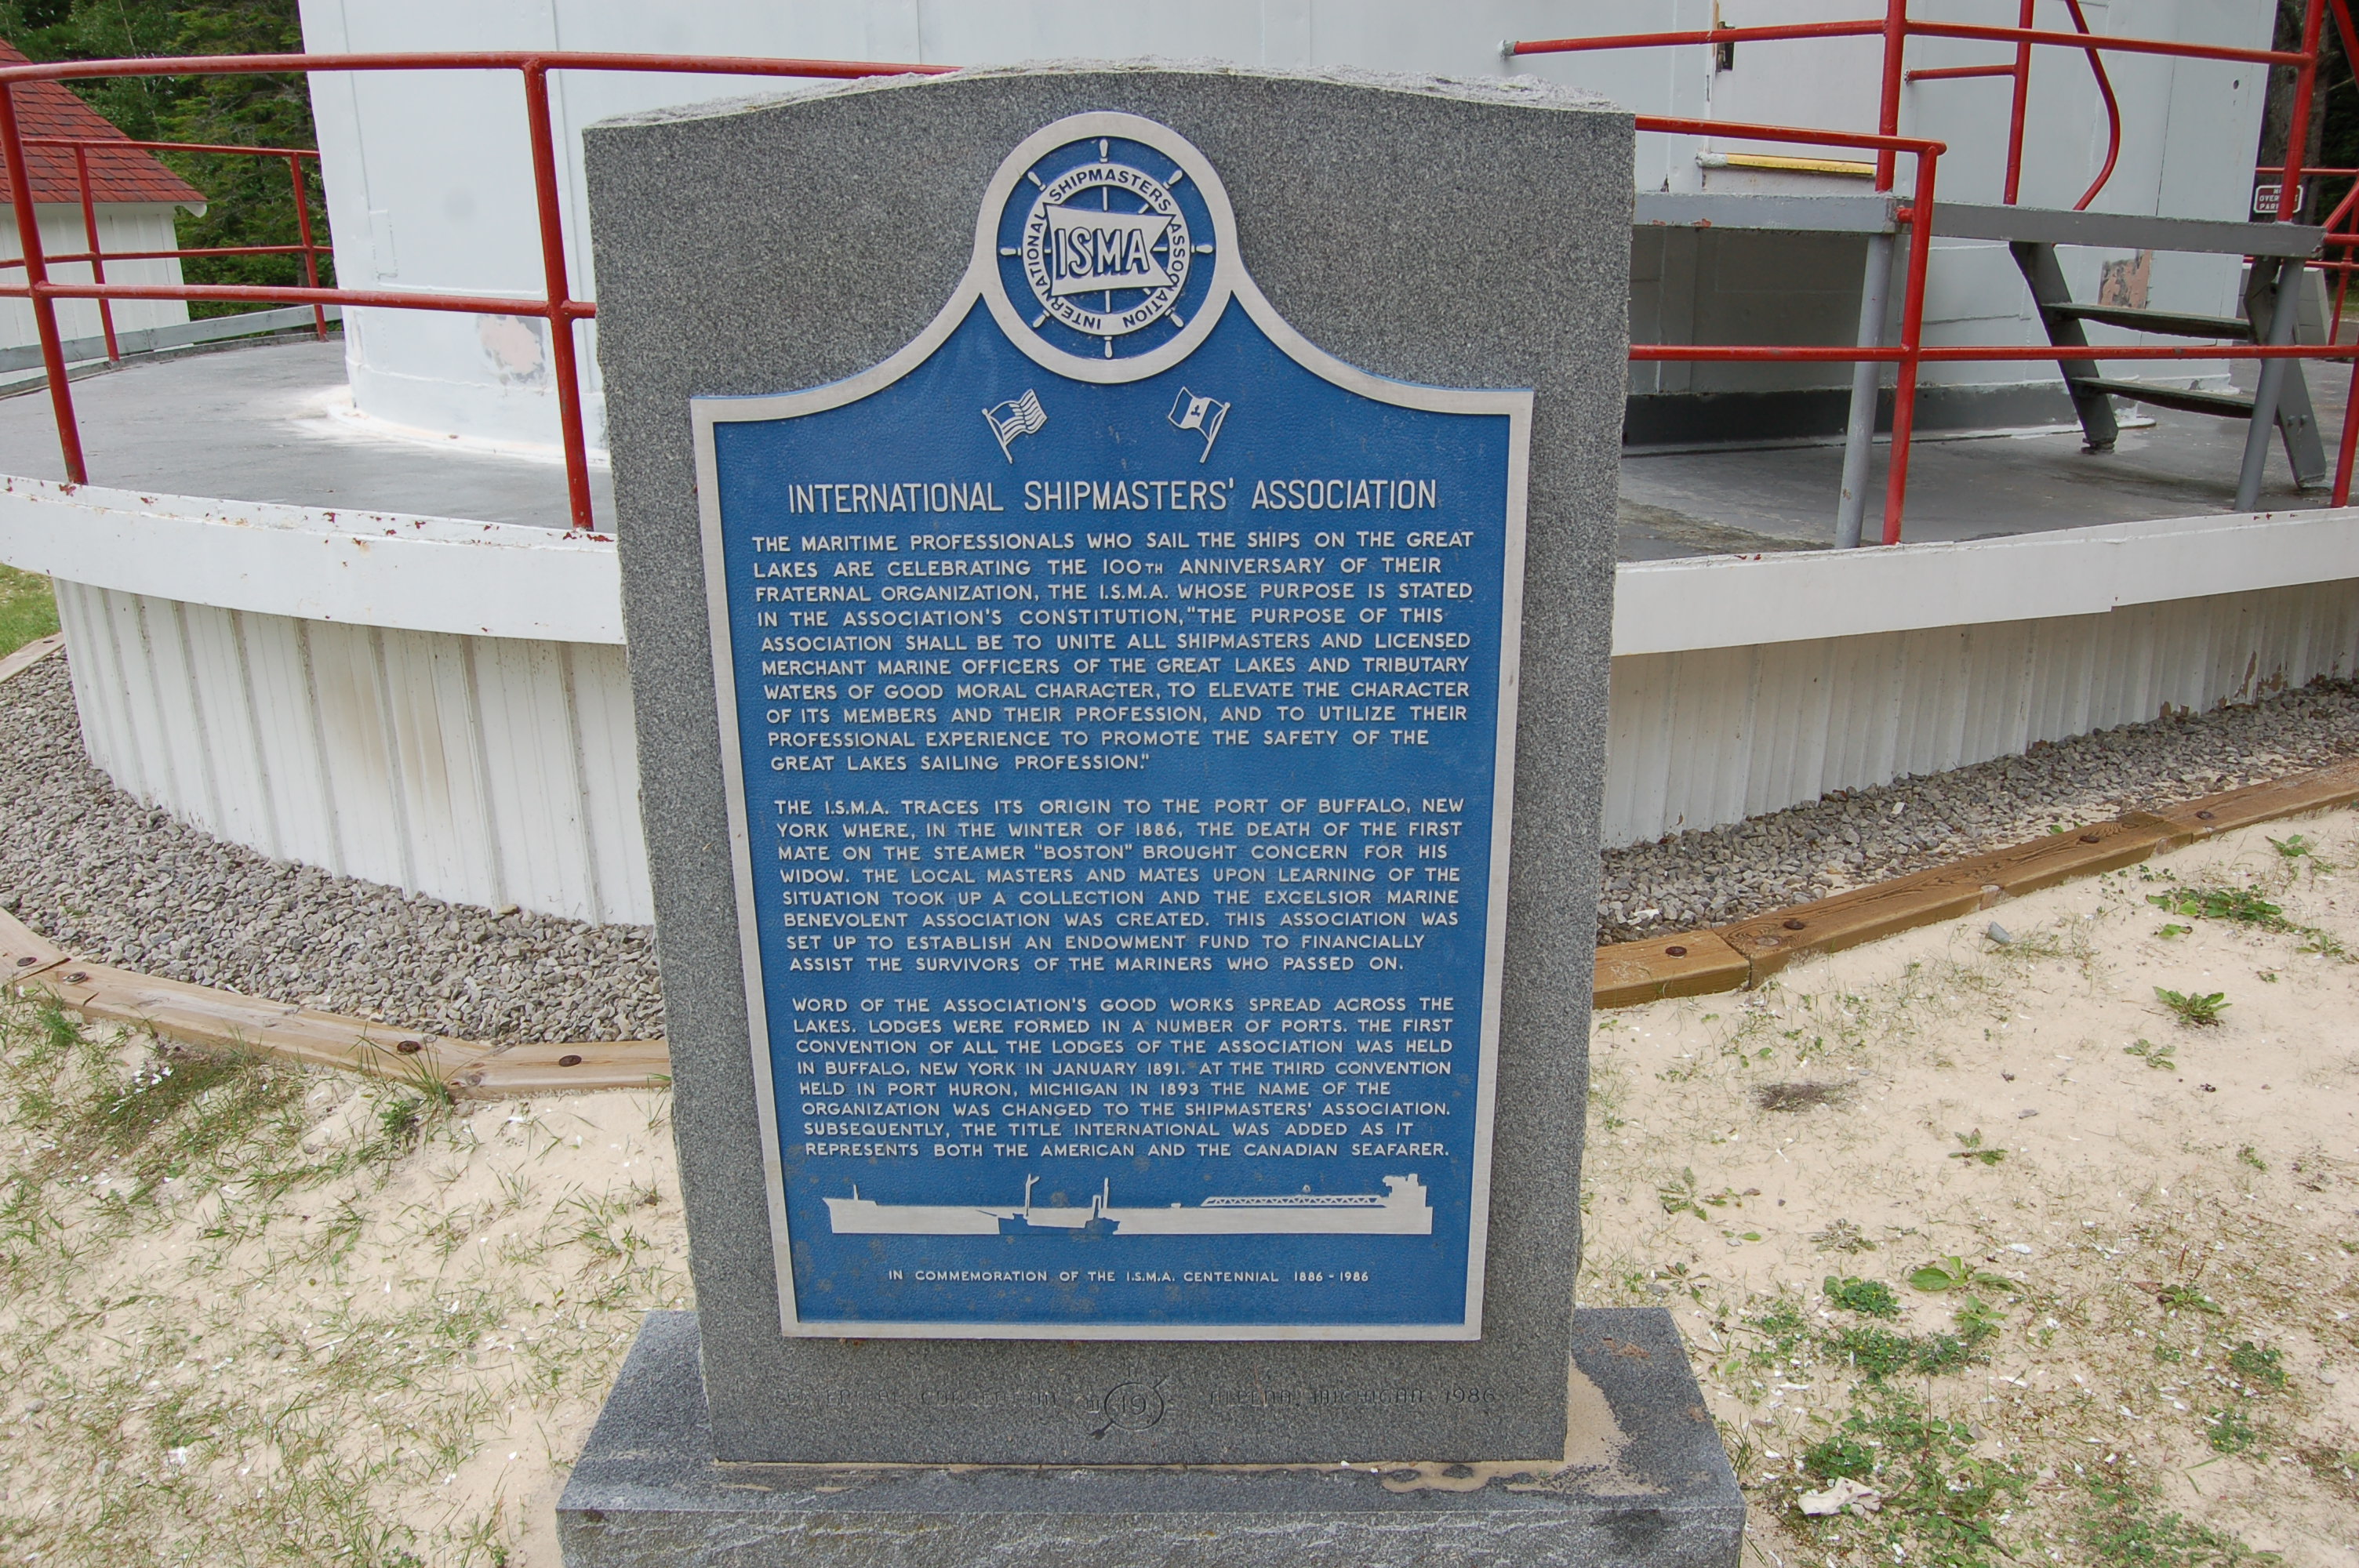 INTERNATIONAL SHIPMASTERS ASSOCIATION
ISMA
INTERNATIONAL SHIPMASTERS' ASSOCIATION
THE MARITIME PROFESSIONALS WHO SAIL THE SHIPS ON THE GREAT
LAKES ARE CELEBRATING THE 100TH ANNIVERSARY OF THEIR
FRATERNAL ORGANIZATION, THE I.S.M.A. WHOSE PURPOSE IS STATED
IN THE ASSOCIATION'S CONSTITUTION, "THE PURPOSE OF THIS
ASSOCIATION SHALL BE TO UNITE ALL SHIPMASTERS AND LICENSED
MERCHANT MARINE OFFICERS OF THE GREAT LAKES AND TRIBUTARY
WATERS OF GOOD MORAL CHARACTER, TO ELEVATE THE CHARACTER
OF ITS MEMBERS AND THEIR PROFESSION, AND TO UTILIZE THEIR
PROFESSIONAL EXPERIENCE TO PROMOTE THE SAFETY OF THE
GREAT LAKES SAILING PROFESSION."
THE I.S.M.A. TRACES ITS ORIGIN TO THE PORT OF BUFFALO, NEW
YORK WHERE, IN THE WINTER OF 1886, THE DEATH OF THE FIRST
MATE ON THE STEAMER "BOSTON" BROUGHT CONCERN FOR HIS
WIDOW. THE LOCAL MASTERS AND MATES UPON LEARNING OF THE
SITUATION TOOK UP A COLLECTION AND THE EXCELSIOR MARINE
BENEVOLENT ASSOCIATION WAS CREATED. THIS ASSOCIATION WAS
SET UP TO ESTABLISH AN ENDOWMENT FUND TO FINANCIALLY
ASSIST THE SURVIVORS OF THE MARINERS WHO PASSED ON.
WORD OF THE ASSOCIATION'S GOOD WORKS SPREAD ACROSS THE
LAKES. LODGES WERE FORMED IN A NUMBER OF PORTS. THE FIRST
CONVENTION OF ALL THE LODGES OF THE ASSOCIATION WAS HELD
IN BUFFALO, NEW YORK IN JANUARY 1891. AT THE THIRD CONVENTION
HELD IN PORT HURON, MICHIGAN IN 1893 THE NAME OF THE
ORGANIZATION WAS CHANGED TO THE SHIPMASTERS' ASSOCIATION.
SUBSEQUENTLY, THE TITLE INTERNATIONAL WAS ADDED AS IT
REPRESENTS BOTH THE AMERICAN AND THE CANADIAN SEAFARER.
IN COMMEMORATION OF THE I.S.M.A. CENTENNIAL 1886 - 1986
19 MICHIGAN 1986